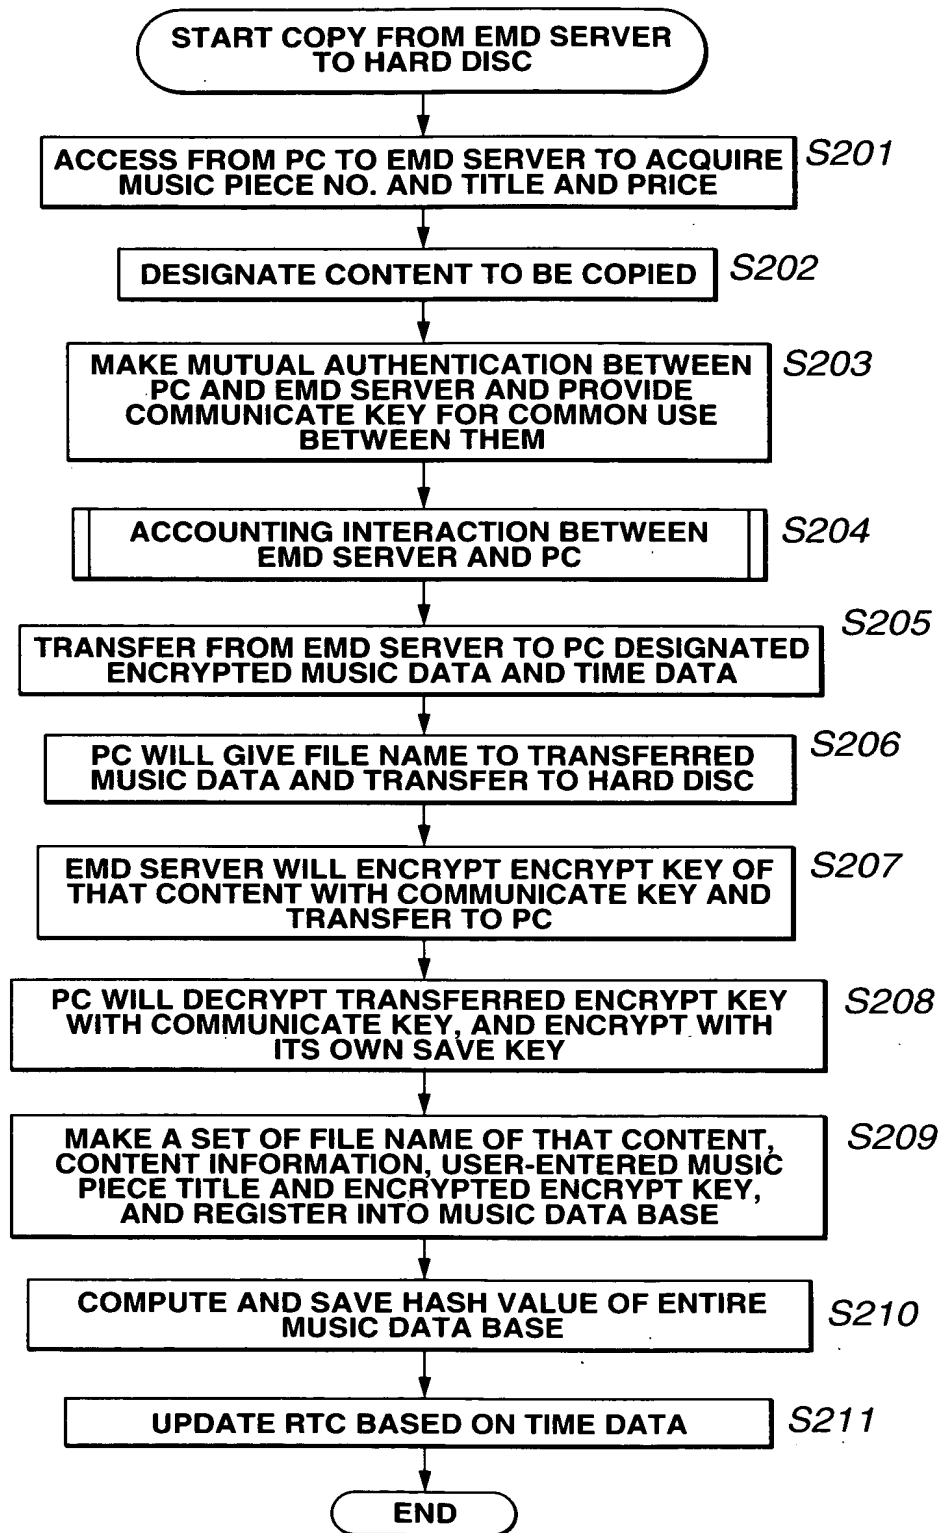 START COPY FROM EMD SERVER
TO HARD DISC
ACCESS FROM PC TO EMD SERVER TO ACQUIRE
MUSIC PIECE NO. AND TITLE AND PRICE
S201
DESIGNATE CONTENT TO BE COPIED
S202
MAKE MUTUAL AUTHENTICATION BETWEEN
PC AND EMD SERVER AND PROVIDE
COMMUNICATE KEY FOR COMMON USE
BETWEEN THEM
S203
ACCOUNTING INTERACTION BETWEEN
EMD SERVER AND PC
S204
TRANSFER FROM EMD SERVER TO PC DESIGNATED
ENCRYPTED MUSIC DATA AND TIME DATA
S205
PC WILL GIVE FILE NAME TO TRANSFERRED
MUSIC DATA AND TRANSFER TO HARD DISC
S206
EMD SERVER WILL ENCRYPT ENCRYPT KEY OF
THAT CONTENT WITH COMMUNICATE KEY AND
TRANSFER TO PC
S207
PC WILL DECRYPT TRANSFERRED ENCRYPT KEY
WITH COMMUNICATE KEY, AND ENCRYPT WITH
ITS OWN SAVE KEY
S208
MAKE A SET OF FILE NAME OF THAT CONTENT,
CONTENT INFORMATION, USER-ENTERED MUSIC
PIECE TITLE AND ENCRYPTED ENCRYPT KEY,
AND REGISTER INTO MUSIC DATA BASE
S209
COMPUTE AND SAVE HASH VALUE OF ENTIRE
MUSIC DATA BASE
S210
UPDATE RTC BASED ON TIME DATA
S211
END